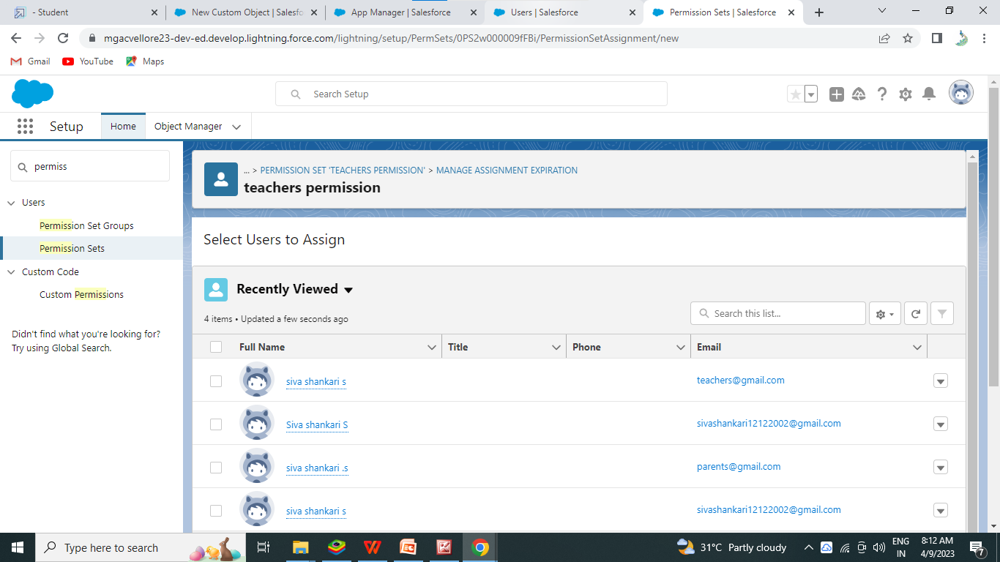 - Student
New Custom Object | Salesfo
App Manager | Salesforce
Users | Salesforce
Permission Sets | Salesforce
mgacvellore23-dev-ed.develop.lightning.force.com/lightning/setup/PermSets/0PS2w000009fFBi/PermissionSetAssignment/new
Gmail
YouTube
Maps
Search Setup
Setup
Home
Object Manager
permiss
Users
Permission Set Groups
Permission Sets
Custom Code
Custom Permissions
Didn't find what you're looking for?
Try using Global Search.
... > PERMISSION SET 'TEACHERS PERMISSION' > MANAGE ASSIGNMENT EXPIRATION
teachers permission
Select Users to Assign
Recently Viewed
4 items • Updated a few seconds ago
Search this list...
Full Name Title Phone Email
siva shankari s teachers@gmail.com
Siva shankari S sivashankari12122002@gmail.com
siva shankari .s parents@gmail.com
siva shankari s sivashankari12122002@gmail.com
Type here to search
31°C Partly cloudy
ENG
IN
8:12 AM
4/9/2023
7